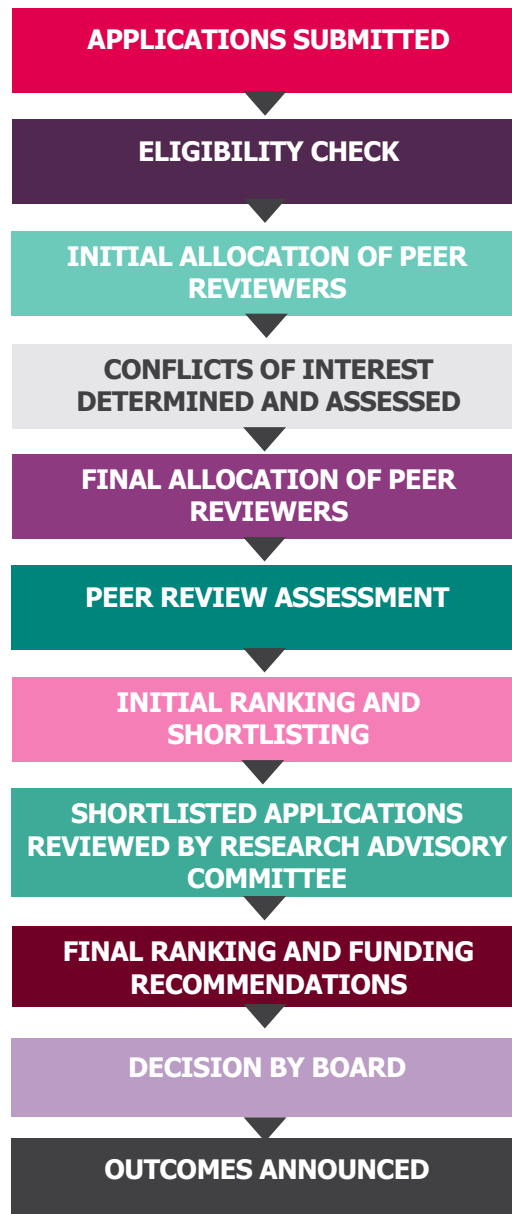 APPLICATIONS SUBMITTED
ELIGIBILITY CHECK
INITIAL ALLOCATION OF PEER
REVIEWERS
CONFLICTS OF INTEREST
DETERMINED AND ASSESSED
FINAL ALLOCATION OF PEER
REVIEWERS
PEER REVIEW ASSESSMENT
INITIAL RANKING AND
SHORTLISTING
SHORTLISTED APPLICATIONS
REVIEWED BY RESEARCH ADVISORY
COMMITTEE
FINAL RANKING AND FUNDING
RECOMMENDATIONS
DECISION BY BOARD
OUTCOMES ANNOUNCED